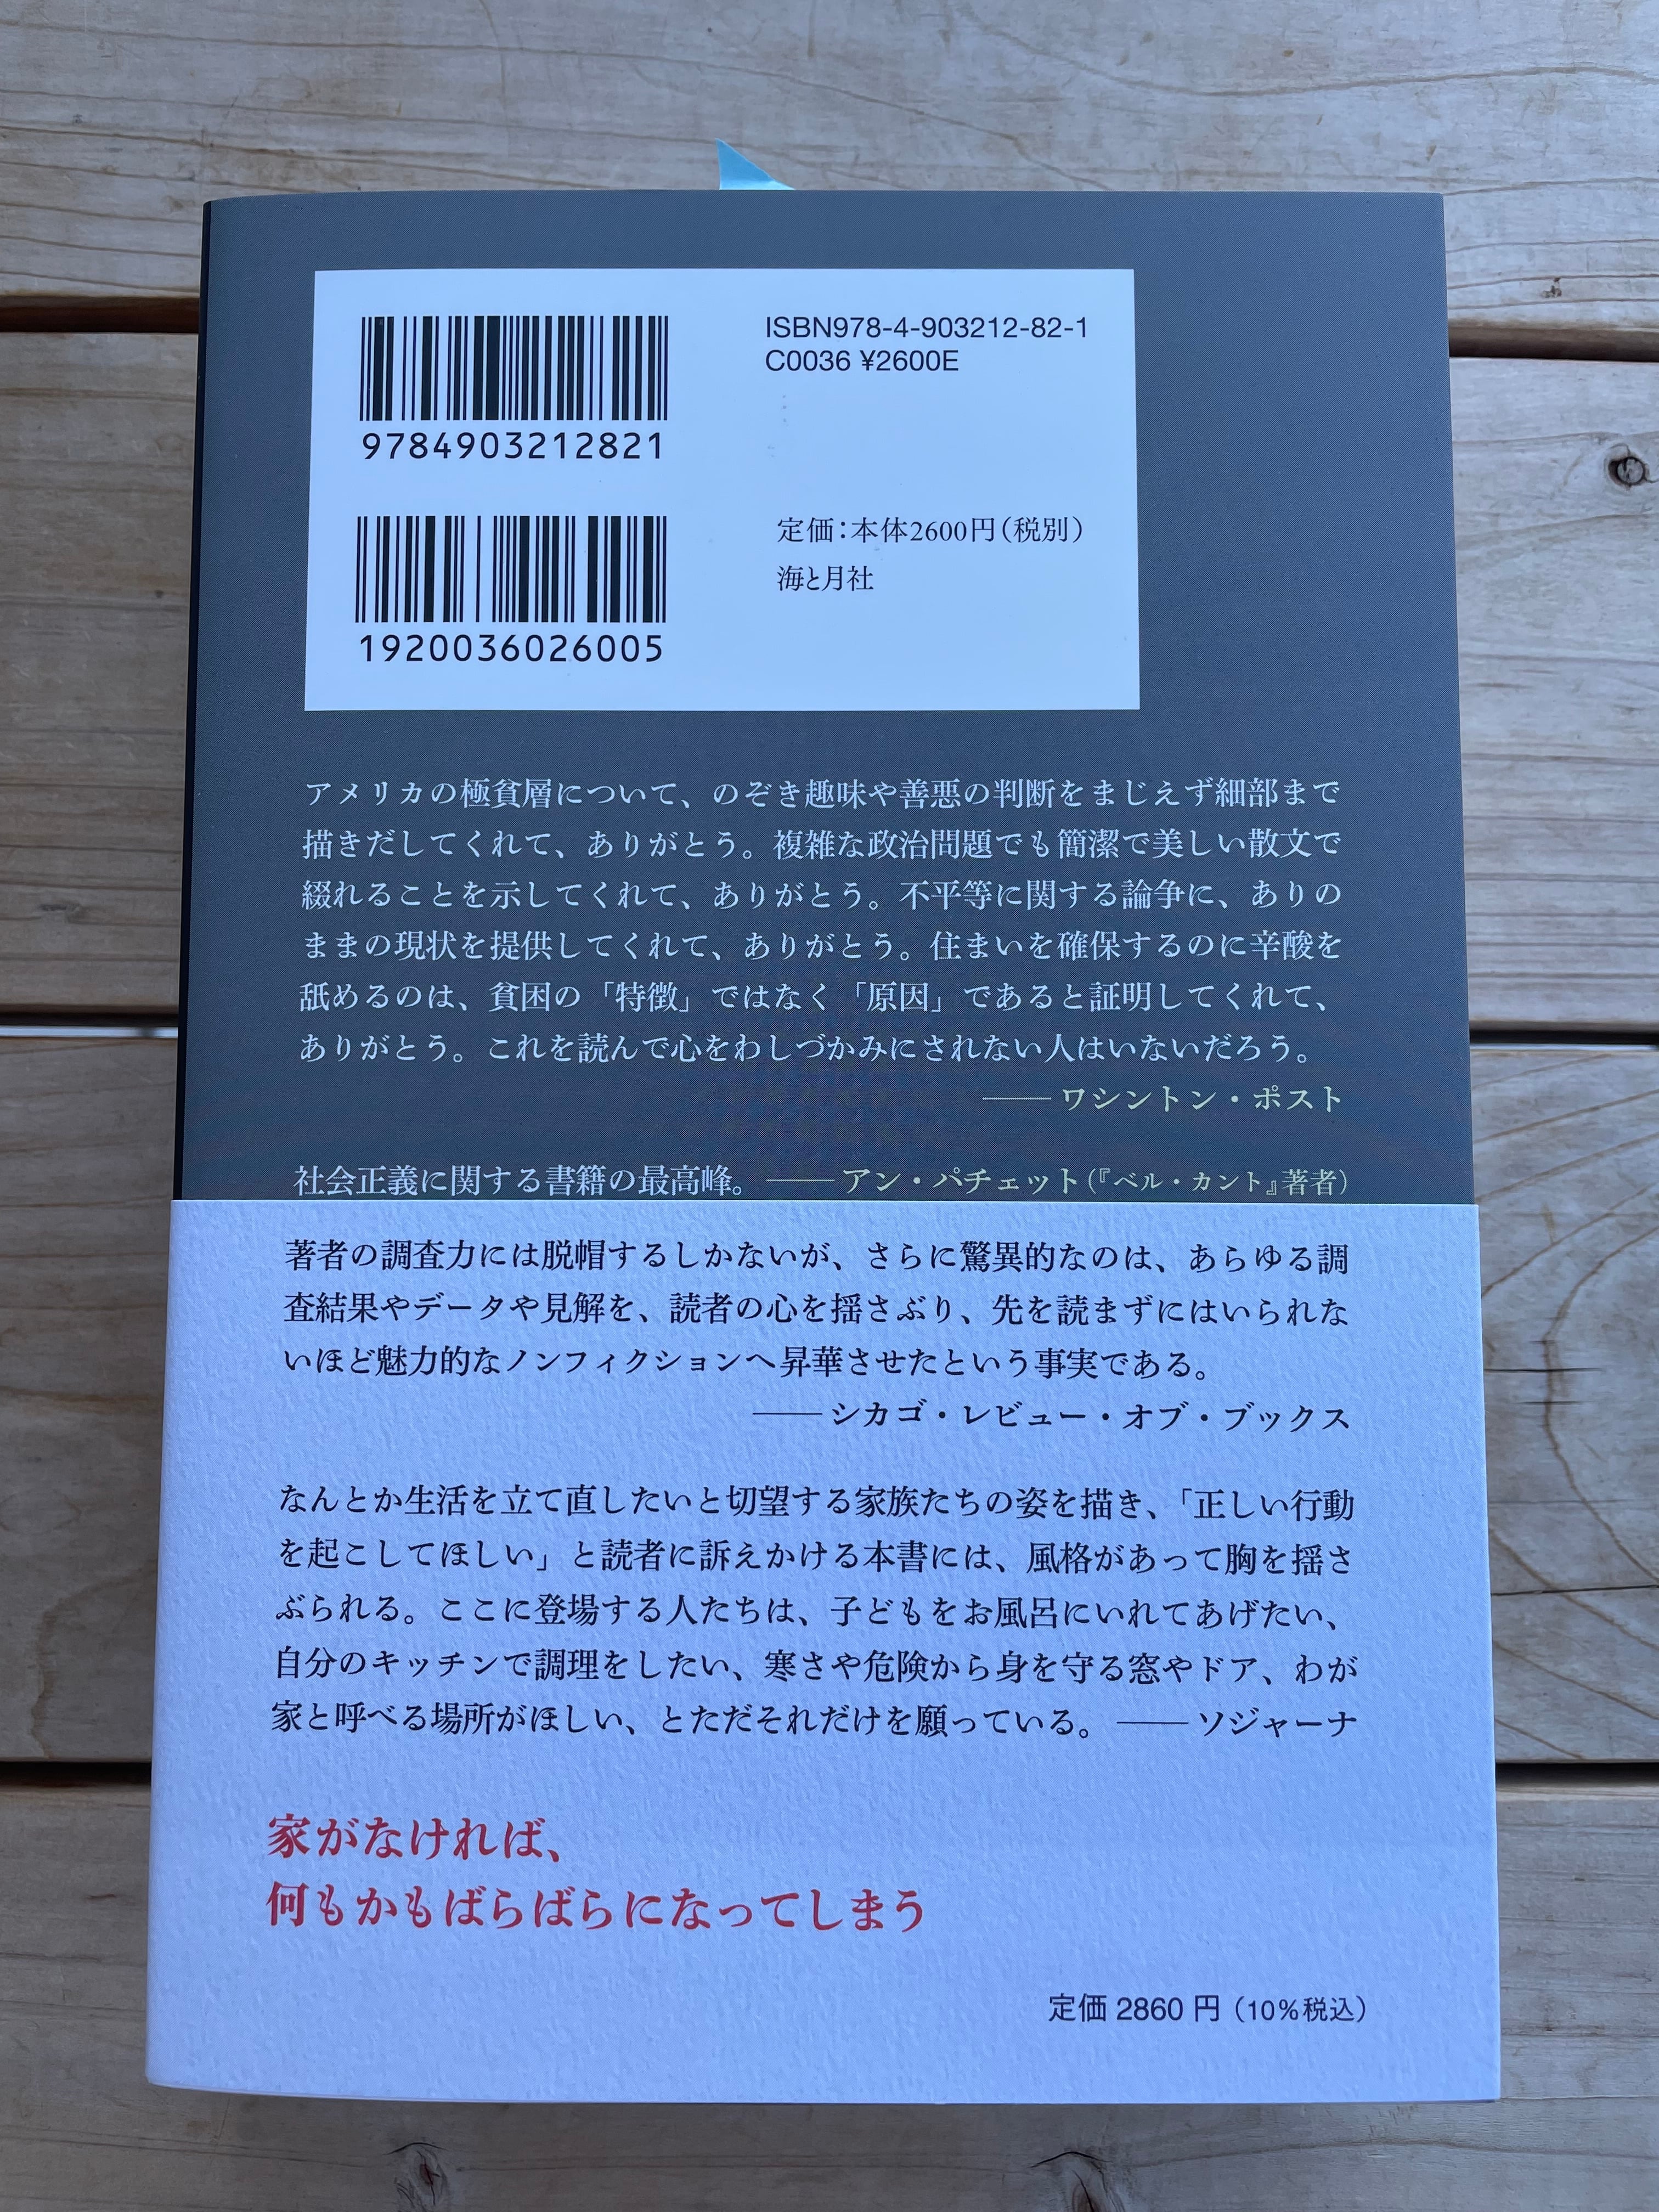 ISBN978-4-903212-82-1
C0036 ¥2600E
9784903212821
定価：本体2600円（税別）
海と月社
1920036026005
アメリカの極貧層について、のぞき趣味や善悪の判断をまじえず細部まで
描きだしてくれて、ありがとう。複雑な政治問題でも簡潔で美しい散文で
綴れることを示してくれて、ありがとう。不平等に関する論争に、ありの
ままの現状を提供してくれて、ありがとう。住まいを確保するのに辛酸を
舐めるのは、貧困の「特徴」ではなく「原因」であると証明してくれて、
ありがとう。これを読んで心をわしづかみにされない人はいないだろう。
——ワシントン・ポスト
社会正義に関する書籍の最高峰。——アン・パチェット（『ベル・カント』著者）
著者の調査力には脱帽するしかないが、さらに驚異的なのは、あらゆる調
査結果やデータや見解を、読者の心を揺さぶり、先を読まずにはいられな
いほど魅力的なノンフィクションへ昇華させたという事実である。
——シカゴ・レビュー・オブ・ブックス
なんとか生活を立て直したいと切望する家族たちの姿を描き、「正しい行動
を起こしてほしい」と読者に訴えかける本書には、風格があって胸を揺さ
ぶられる。ここに登場する人たちは、子どもをお風呂にいれてあげたい、
自分のキッチンで調理をしたい、寒さや危険から身を守る窓やドア、わが
家と呼べる場所がほしい、とただそれだけを願っている。——ソジャーナ
家がなければ、
何もかもばらばらになってしまう
定価 2860 円（10％税込）